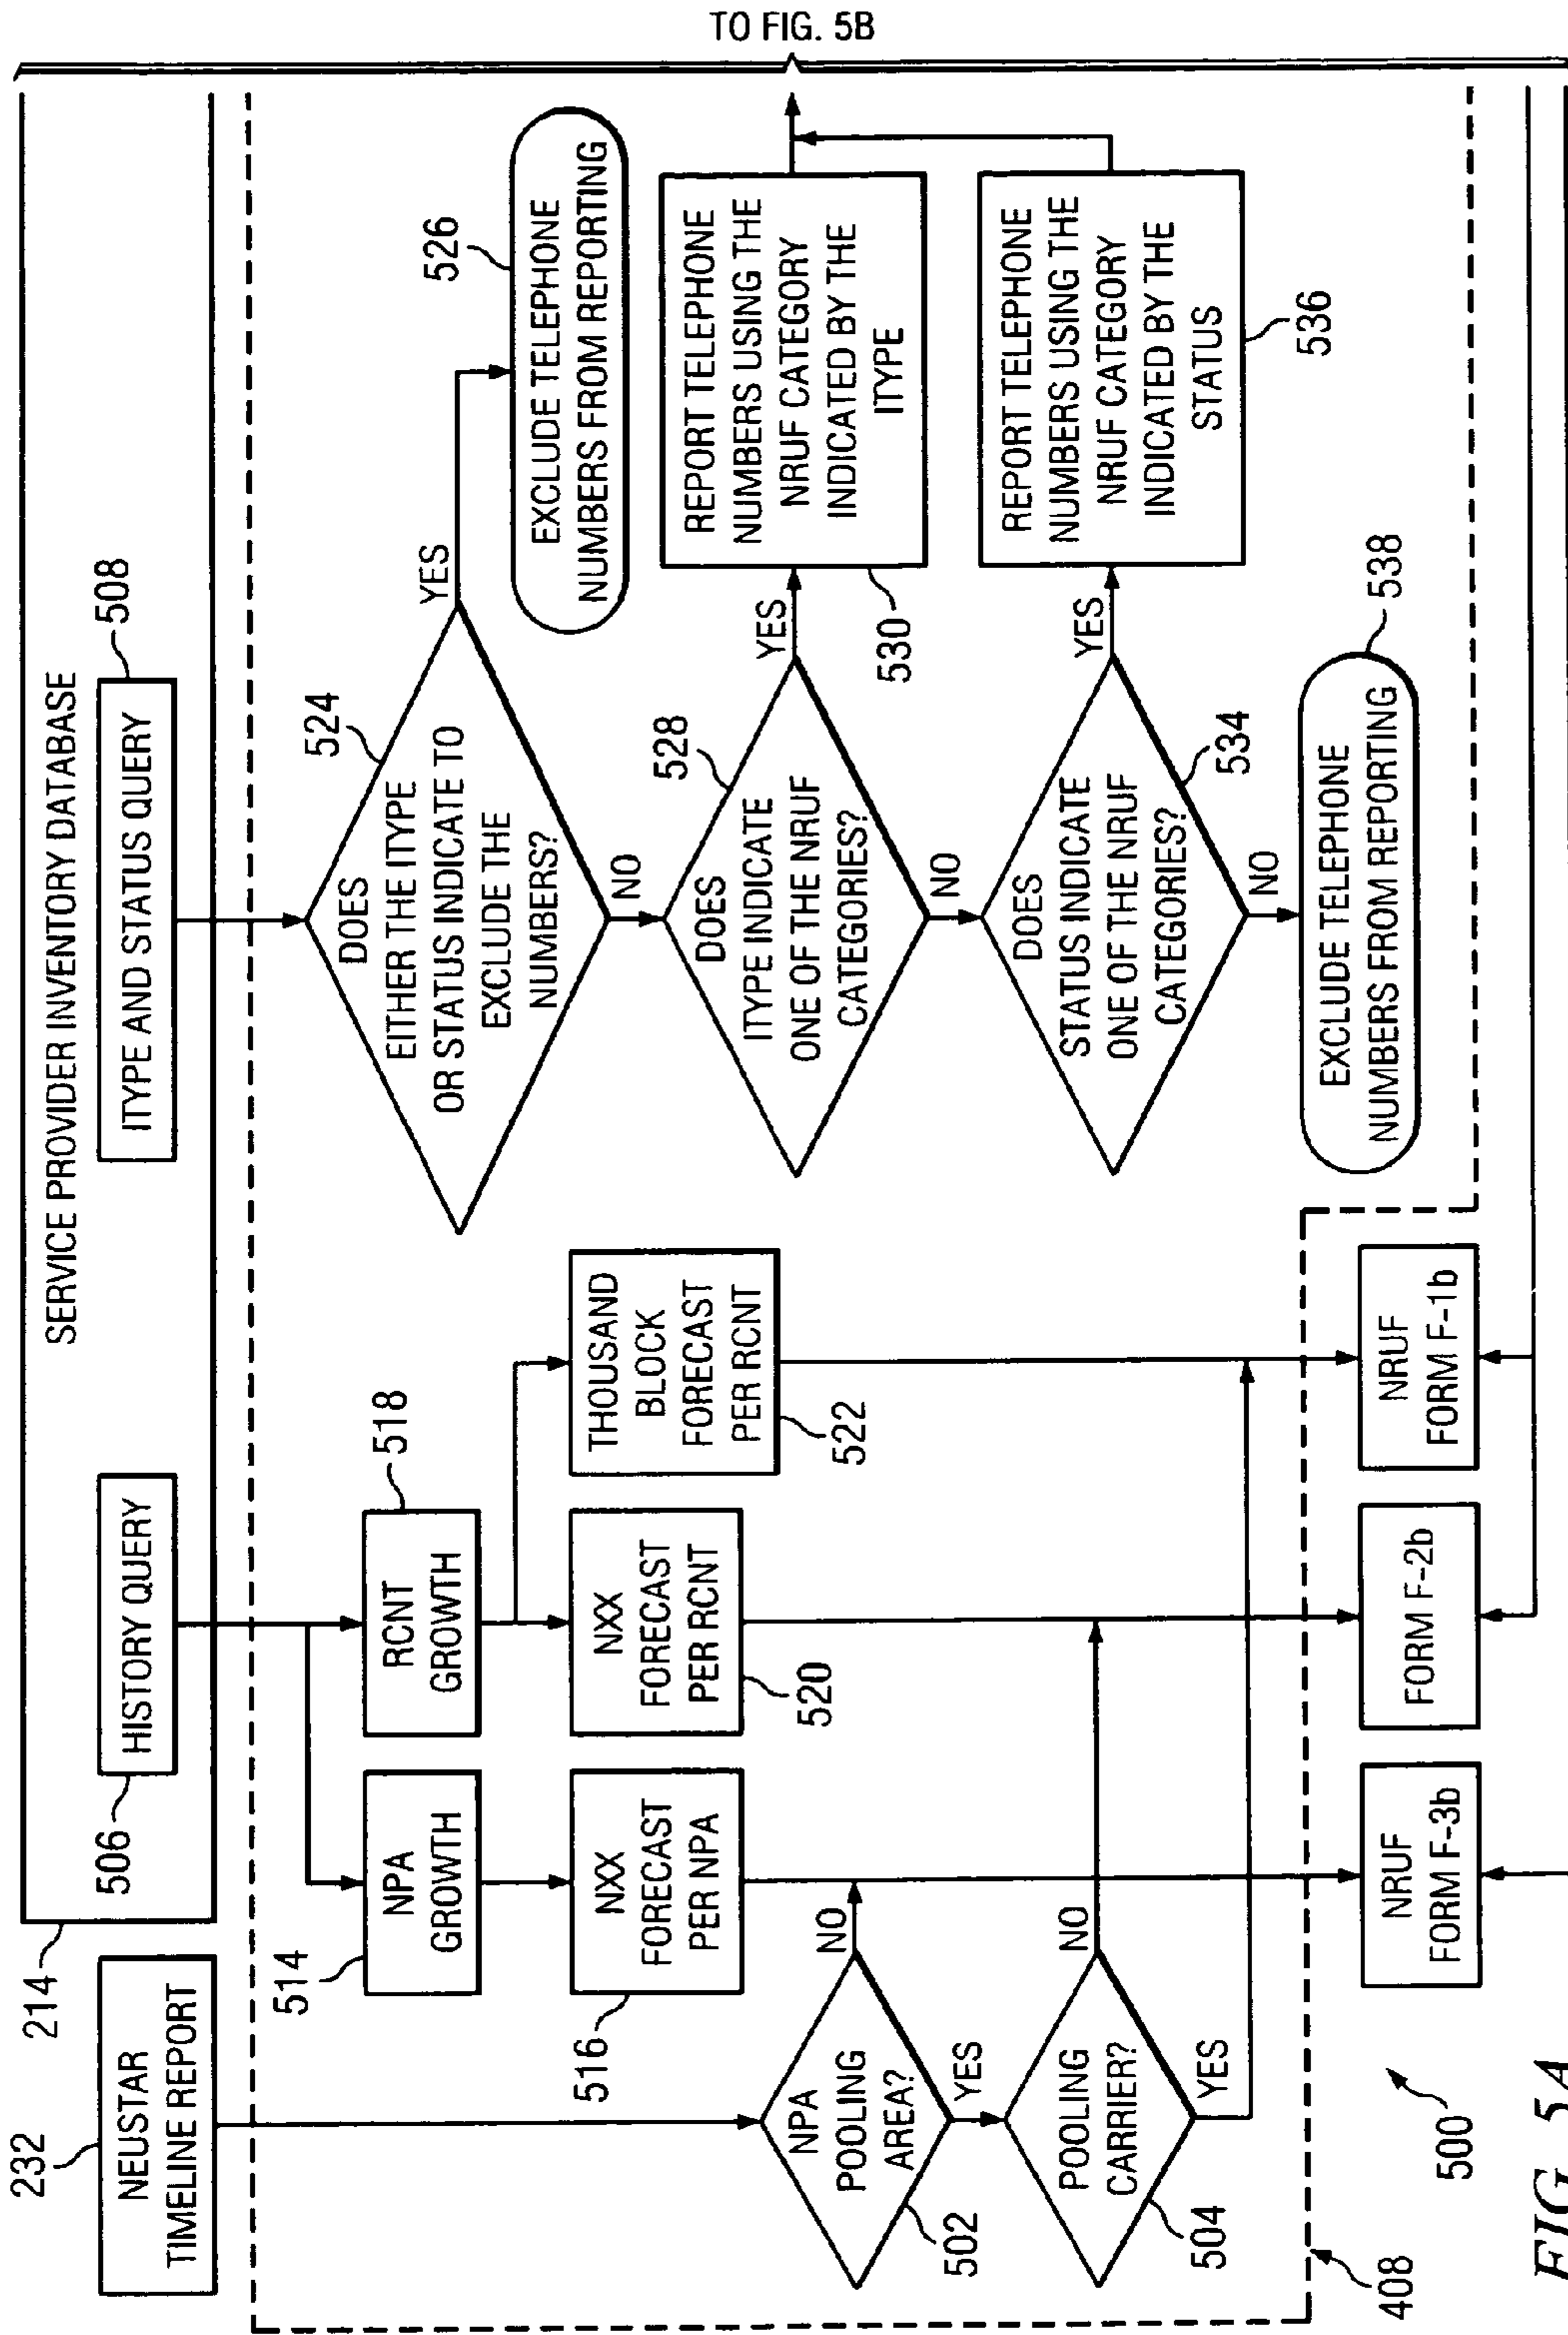 TO FIG. 5B
232
NEUSTAR
TIMELINE REPORT
214
SERVICE PROVIDER INVENTORY DATABASE
506
HISTORY QUERY
ITYPE AND STATUS QUERY
508
514
NPA
GROWTH
RCNT
GROWTH
518
516
NXX
FORECAST
PER NPA
NXX
FORECAST
PER RCNT
520
THOUSAND
BLOCK
FORECAST
PER RCNT
522
NPA
POOLING
AREA?
502
NO
YES
POOLING
CARRIER?
504
NO
YES
DOES
EITHER THE ITYPE
OR STATUS INDICATE TO
EXCLUDE THE
NUMBERS?
524
YES
NO
526
EXCLUDE TELEPHONE
NUMBERS FROM REPORTING
DOES
ITYPE INDICATE
ONE OF THE NRUF
CATEGORIES?
528
YES
NO
REPORT TELEPHONE
NUMBERS USING THE
NRUF CATEGORY
INDICATED BY THE
ITYPE
530
DOES
STATUS INDICATE
ONE OF THE NRUF
CATEGORIES?
534
YES
NO
REPORT TELEPHONE
NUMBERS USING THE
NRUF CATEGORY
INDICATED BY THE
STATUS
536
EXCLUDE TELEPHONE
NUMBERS FROM REPORTING
538
NRUF
FORM F-3b
FORM F-2b
NRUF
FORM F-1b
408
500
FIG. 5A